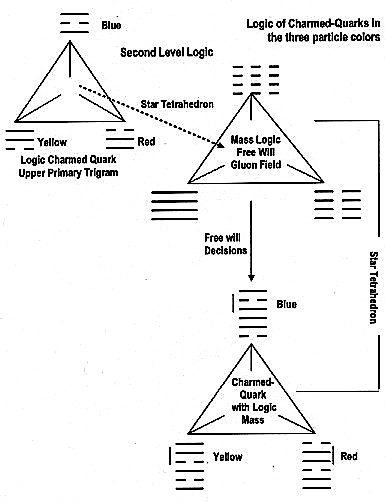 Blue
Logic of Charmed-Quarks in
the three particle colors
Second Level Logic
Star Tetrahedron
Yellow
Red
Logic Charmed Quark
Upper Primary Trigram
Mass Logic
Free Will
Gluon Field
Free will
Decisions
Star Tetrahedron
Blue
Charmed-
Quark
with Logic
Mass
Yellow
Red